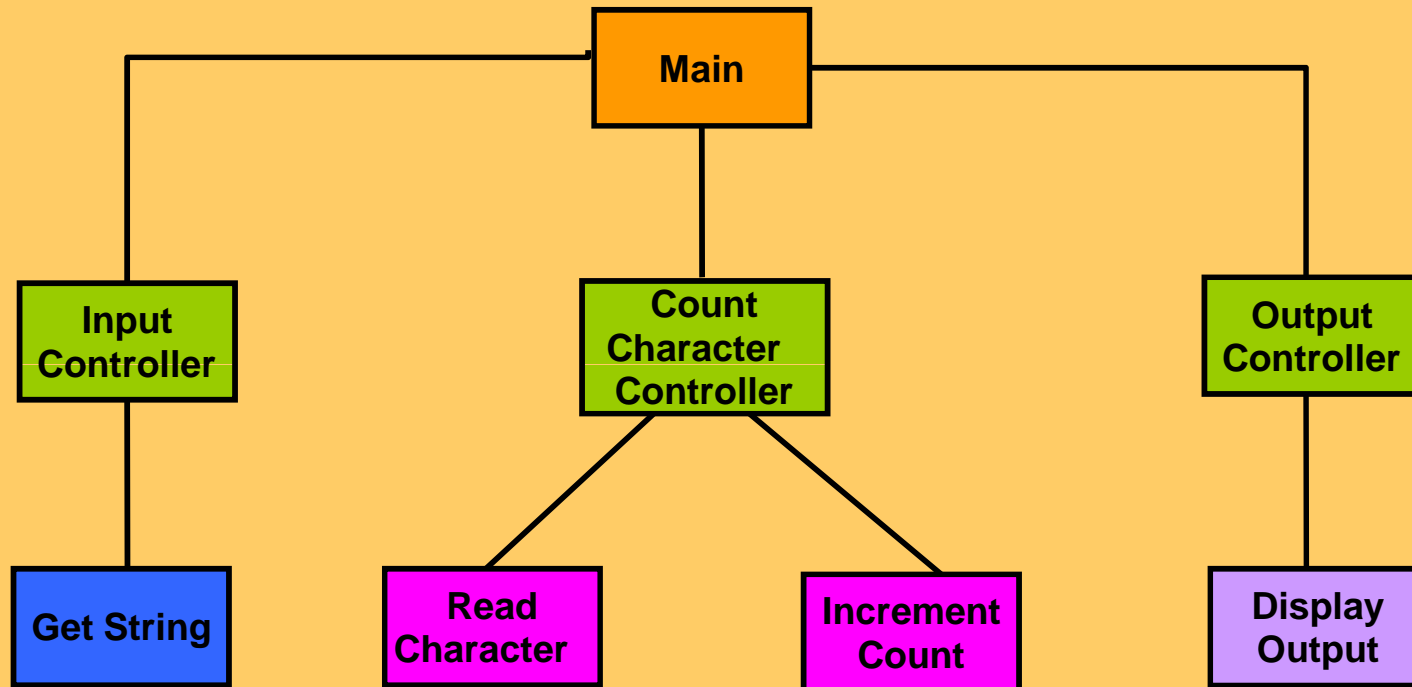 Main
Input
Controller
Count
Character
Controller
Output
Controller
Get String
Read
Character
Increment
Count
Display
Output